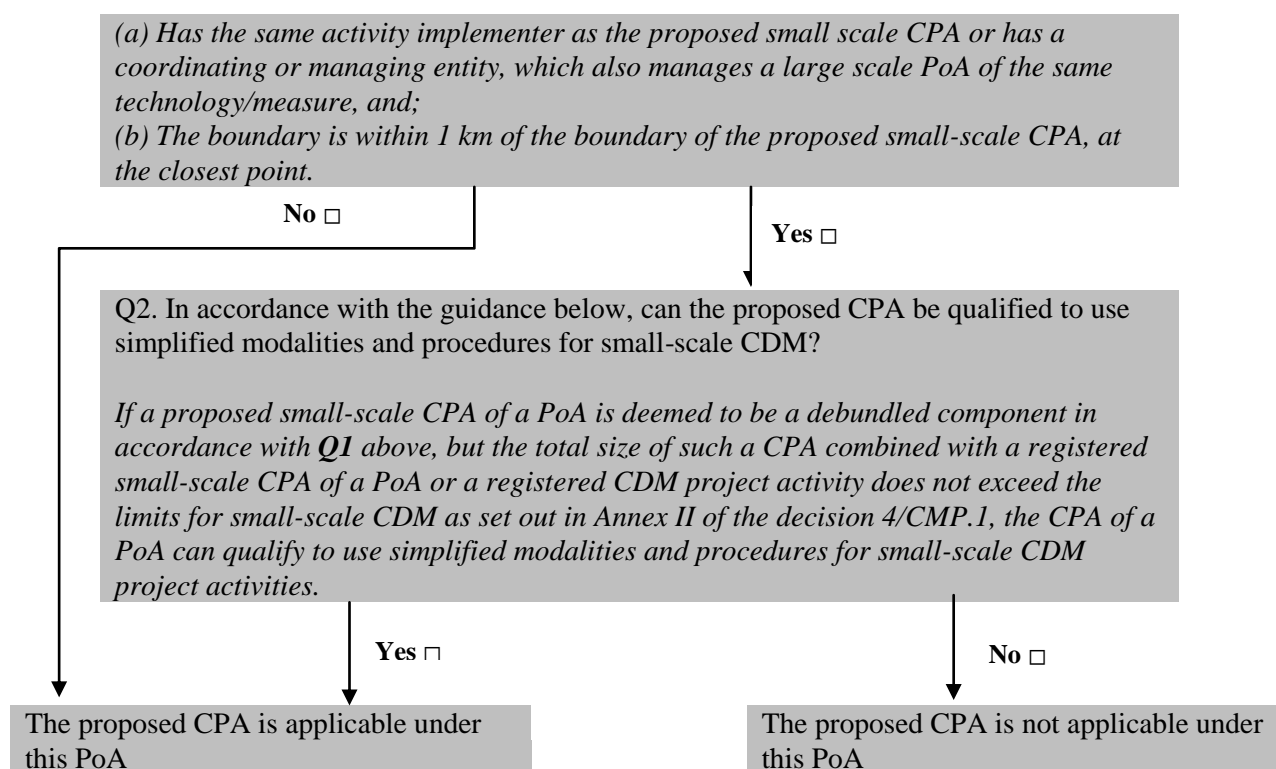 (a) Has the same activity implementer as the proposed small scale CPA or has a
coordinating or managing entity, which also manages a large scale PoA of the same
technology/measure, and;
(b) The boundary is within 1 km of the boundary of the proposed small-scale CPA, at
the closest point.
No □
Yes □
Q2. In accordance with the guidance below, can the proposed CPA be qualified to use
simplified modalities and procedures for small-scale CDM?
If a proposed small-scale CPA of a PoA is deemed to be a debundled component in
accordance with Q1 above, but the total size of such a CPA combined with a registered
small-scale CPA of a PoA or a registered CDM project activity does not exceed the
limits for small-scale CDM as set out in Annex II of the decision 4/CMP.1, the CPA of a
PoA can qualify to use simplified modalities and procedures for small-scale CDM
project activities.
Yes □
No □
The proposed CPA is applicable under
this PoA
The proposed CPA is not applicable under
this PoA